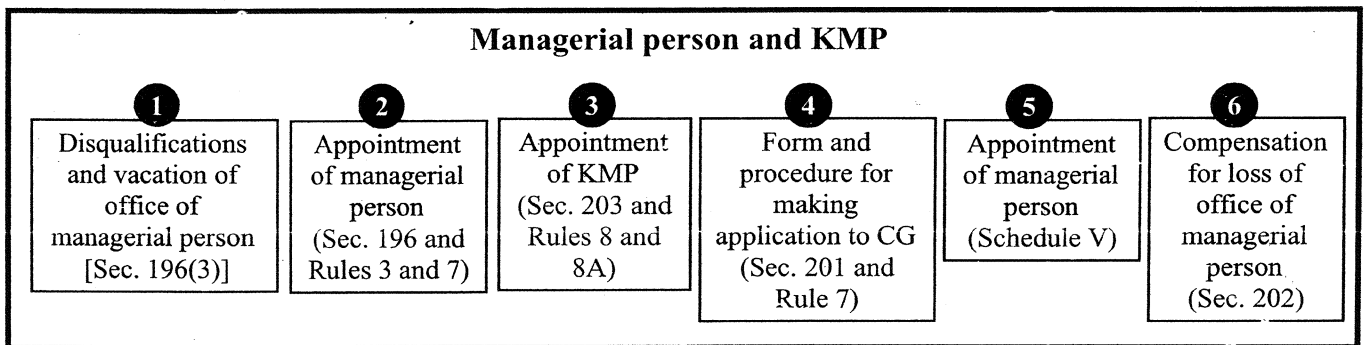 Managerial person and KMP
1
Disqualifications
and vacation of
office of
managerial person
[Sec. 196(3)]
2
Appointment
of managerial
person
(Sec. 196 and
Rules 3 and 7)
3
Appointment
of KMP
(Sec. 203 and
Rules 8 and
8A)
4
Form and
procedure for
making
application to CG
(Sec. 201 and
Rule 7)
5
Appointment
of managerial
person
(Schedule V)
6
Compensation
for loss of
office of
managerial
person
(Sec. 202)